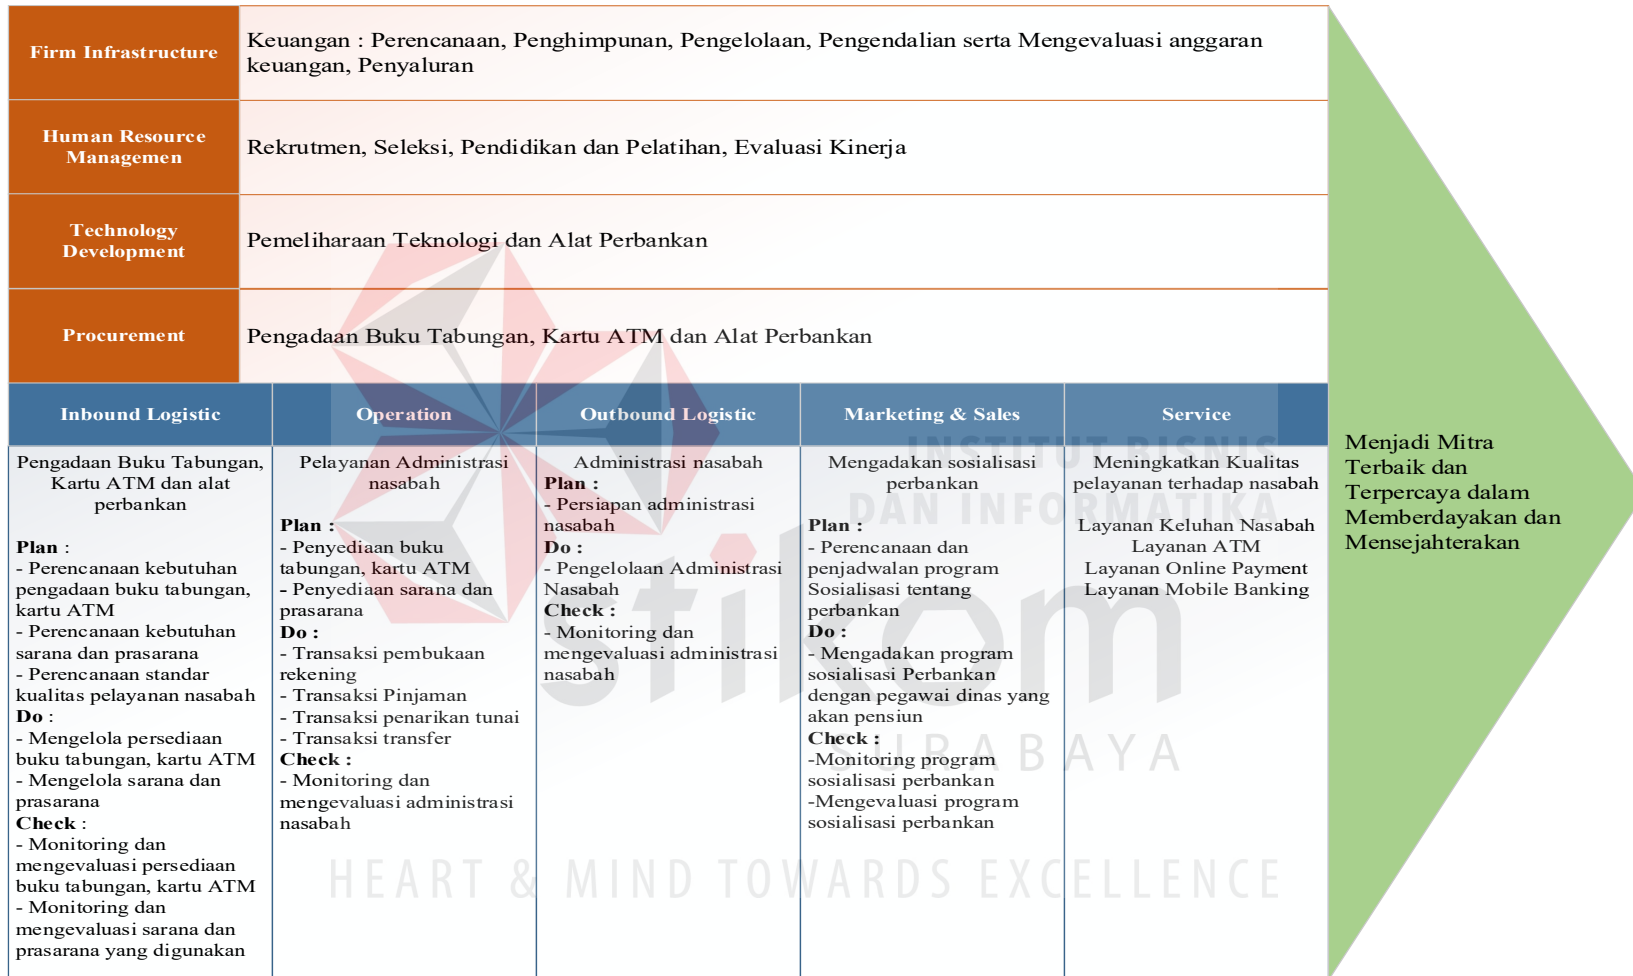 Firm Infrastructure
Keuangan : Perencanaan, Penghimpunan, Pengelolaan, Pengendalian serta Mengevaluasi anggaran
keuangan, Penyaluran
Human Resource
Managemen
Rekrutmen, Seleksi, Pendidikan dan Pelatihan, Evaluasi Kinerja
Technology
Development
Pemeliharaan Teknologi dan Alat Perbankan
Procurement
Pengadaan Buku Tabungan, Kartu ATM dan Alat Perbankan
Inbound Logistic
Operation
Outbound Logistic
Marketing & Sales
Service
Pengadaan Buku Tabungan,
Kartu ATM dan alat
perbankan
Plan :
- Perencanaan kebutuhan
pengadaan buku tabungan,
kartu ATM
- Perencanaan kebutuhan
sarana dan prasarana
- Perencanaan standar
kualitas pelayanan nasabah
Do :
- Mengelola persediaan
buku tabungan, kartu ATM
- Mengelola sarana dan
prasarana
Check :
- Monitoring dan
mengevaluasi persediaan
buku tabungan, kartu ATM
- Monitoring dan
mengevaluasi sarana dan
prasarana yang digunakan
Pelayanan Administrasi
nasabah
Plan :
- Penyediaan buku
tabungan, kartu ATM
- Penyediaan sarana dan
prasarana
Do :
- Transaksi pembukaan
rekening
- Transaksi Pinjaman
- Transaksi penarikan tunai
- Transaksi transfer
Check :
- Monitoring dan
mengevaluasi administrasi
nasabah
Administrasi nasabah
Plan :
- Persiapan administrasi
nasabah
Do :
- Pengelolaan Administrasi
Nasabah
Check :
- Monitoring dan
mengevaluasi administrasi
nasabah
Mengadakan sosialisasi
perbankan
Plan :
- Perencanaan dan
penjadwalan program
Sosialisasi tentang
perbankan
Do :
- Mengadakan program
sosialisasi Perbankan
dengan pegawai dinas yang
akan pensiun
Check :
-Monitoring program
sosialisasi perbankan
-Mengevaluasi program
sosialisasi perbankan
Meningkatkan Kualitas
pelayanan terhadap nasabah
Layanan Keluhan Nasabah
Layanan ATM
Layanan Online Payment
Layanan Mobile Banking
Menjadi Mitra
Terbaik dan
Terpercaya dalam
Memberdayakan dan
Mensejahterakan
INSTITUT BISNIS
DAN INFORMATIKA
stikom
SURABAYA
HEART & MIND TOWARDS EXCELLENCE